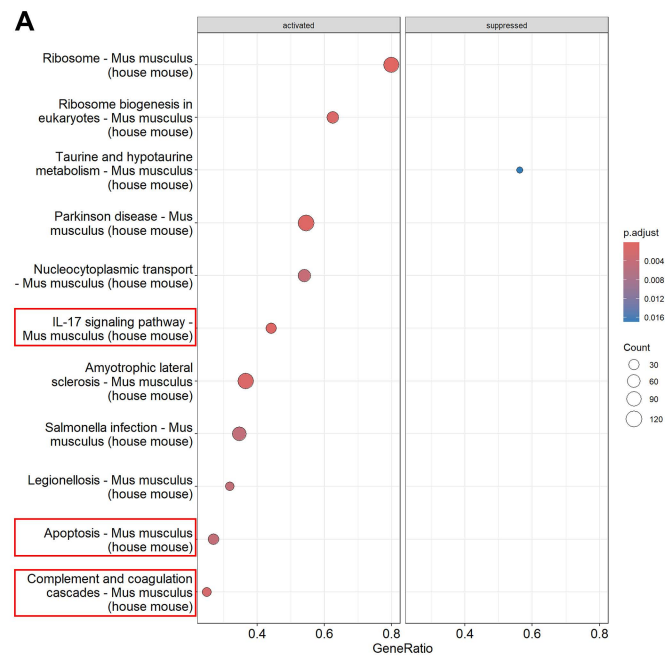 A
activated
suppressed
Ribosome - Mus musculus
(house mouse)
Ribosome biogenesis in
eukaryotes - Mus musculus
(house mouse)
Taurine and hypotaurine
metabolism - Mus musculus
(house mouse)
Parkinson disease - Mus
musculus (house mouse)
Nucleocytoplasmic transport
- Mus musculus (house mouse)
IL-17 signaling pathway -
Mus musculus (house mouse)
Amyotrophic lateral
sclerosis - Mus musculus
(house mouse)
Salmonella infection - Mus
musculus (house mouse)
Legionellosis - Mus musculus
(house mouse)
Apoptosis - Mus musculus
(house mouse)
Complement and coagulation
cascades - Mus musculus
(house mouse)
0.4 0.6 0.8
0.4 0.6 0.8
GeneRatio
p.adjust
0.004
0.008
0.012
0.016
Count
30
60
90
120